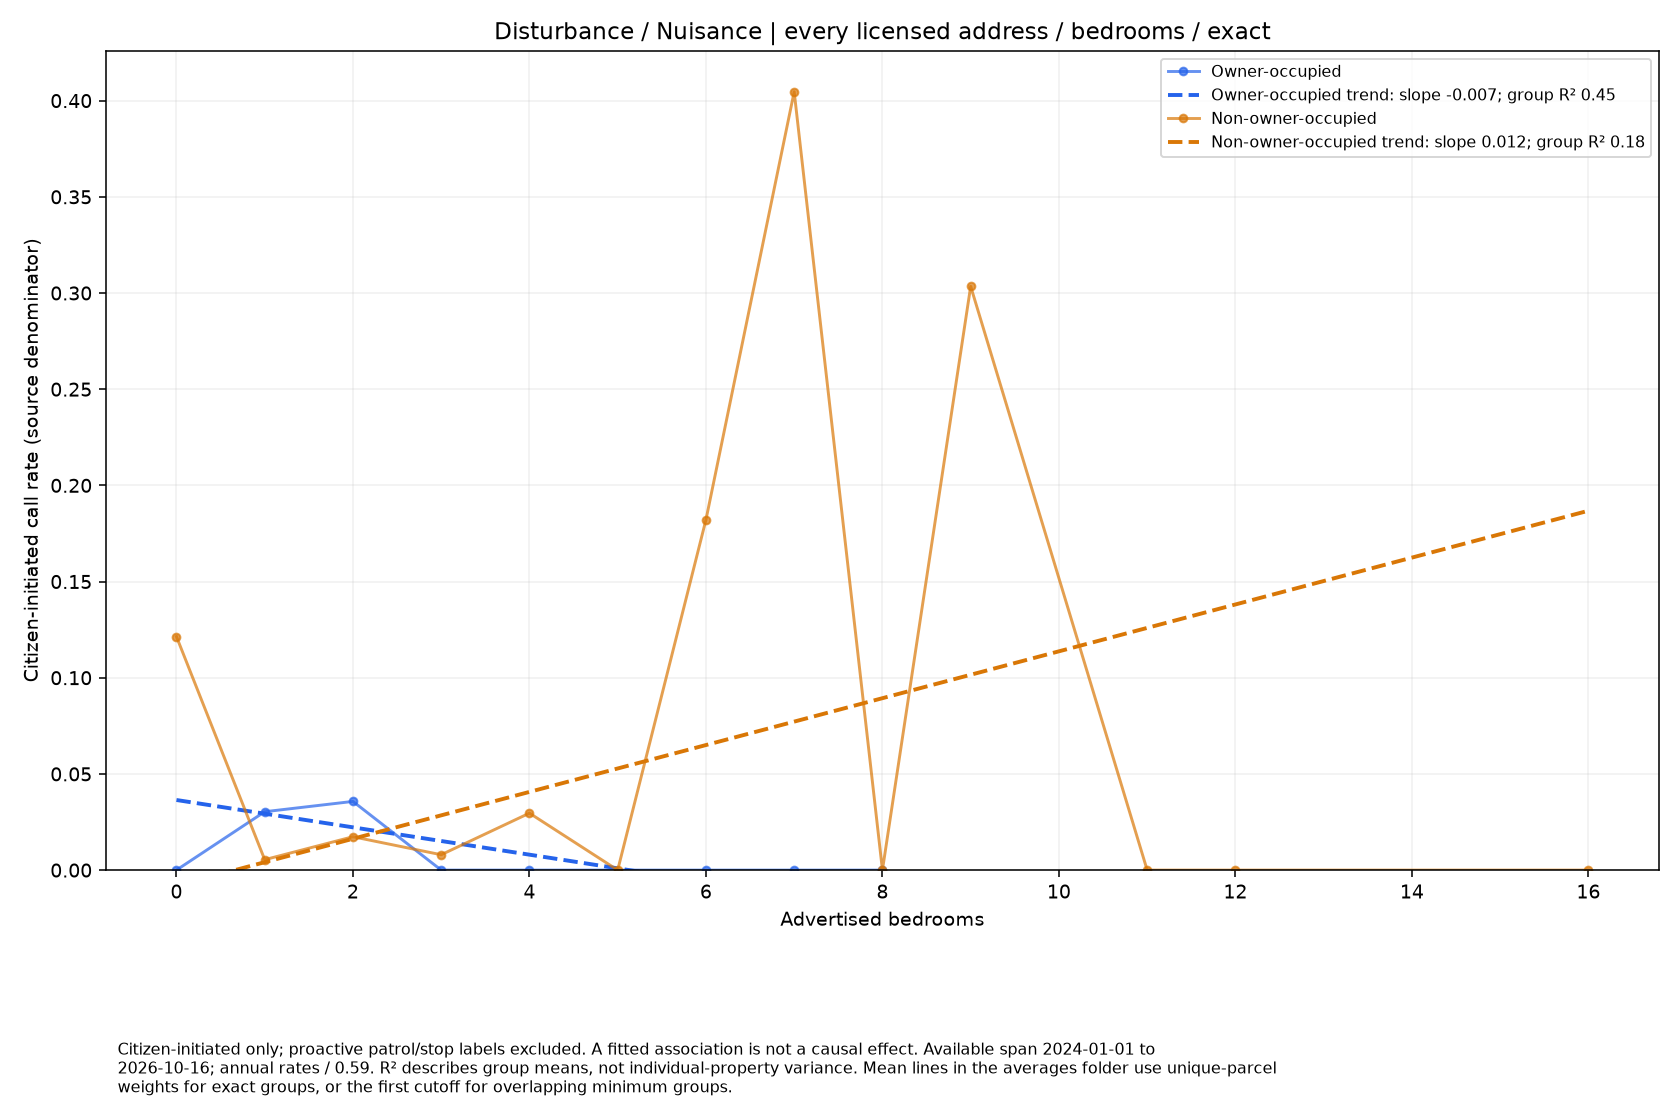 Disturbance / Nuisance | every licensed address / bedrooms / exact
Owner-occupied
Owner-occupied trend: slope -0.007; group R² 0.45
Non-owner-occupied
Non-owner-occupied trend: slope 0.012; group R² 0.18
Citizen-initiated call rate (source denominator)
0.40
0.35
0.30
0.25
0.20
0.15
0.10
0.05
0.00
0 2 4 6 8 10 12 14 16
Advertised bedrooms
Citizen-initiated only; proactive patrol/stop labels excluded. A fitted association is not a causal effect. Available span 2024-01-01 to
2026-10-16; annual rates / 0.59. R² describes group means, not individual-property variance. Mean lines in the averages folder use unique-parcel
weights for exact groups, or the first cutoff for overlapping minimum groups.